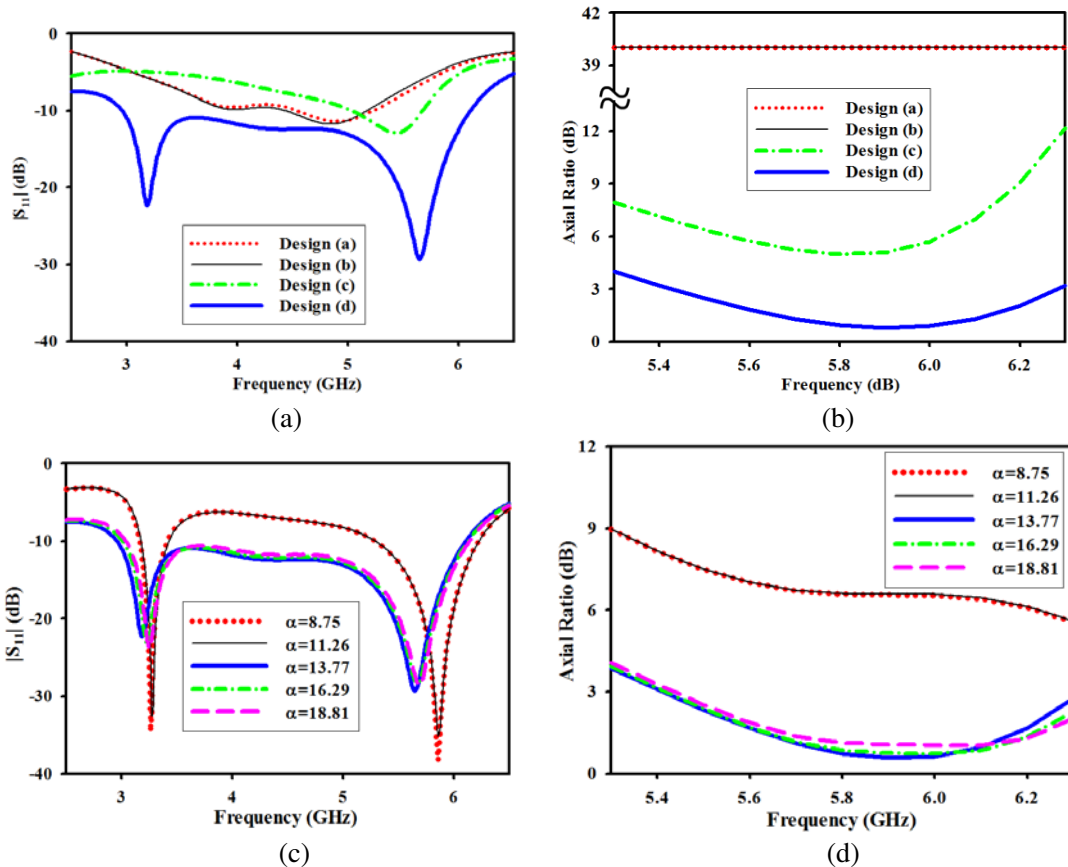 0
-10
-20
-30
-40
|S11| (dB)
Design (a)
Design (b)
Design (c)
Design (d)
3 4 5 6
Frequency (GHz)
(a)
42
39
12
9
6
3
0
Axial Ratio (dB)
Design (a)
Design (b)
Design (c)
Design (d)
5.4 5.6 5.8 6.0 6.2
Frequency (dB)
(b)
0
-10
-20
-30
-40
|S11| (dB)
α=8.75
α=11.26
α=13.77
α=16.29
α=18.81
3 4 5 6
Frequency (GHz)
(c)
12
9
6
3
0
Axial Ratio (dB)
α=8.75
α=11.26
α=13.77
α=16.29
α=18.81
5.4 5.6 5.8 6.0 6.2
Frequency (GHz)
(d)